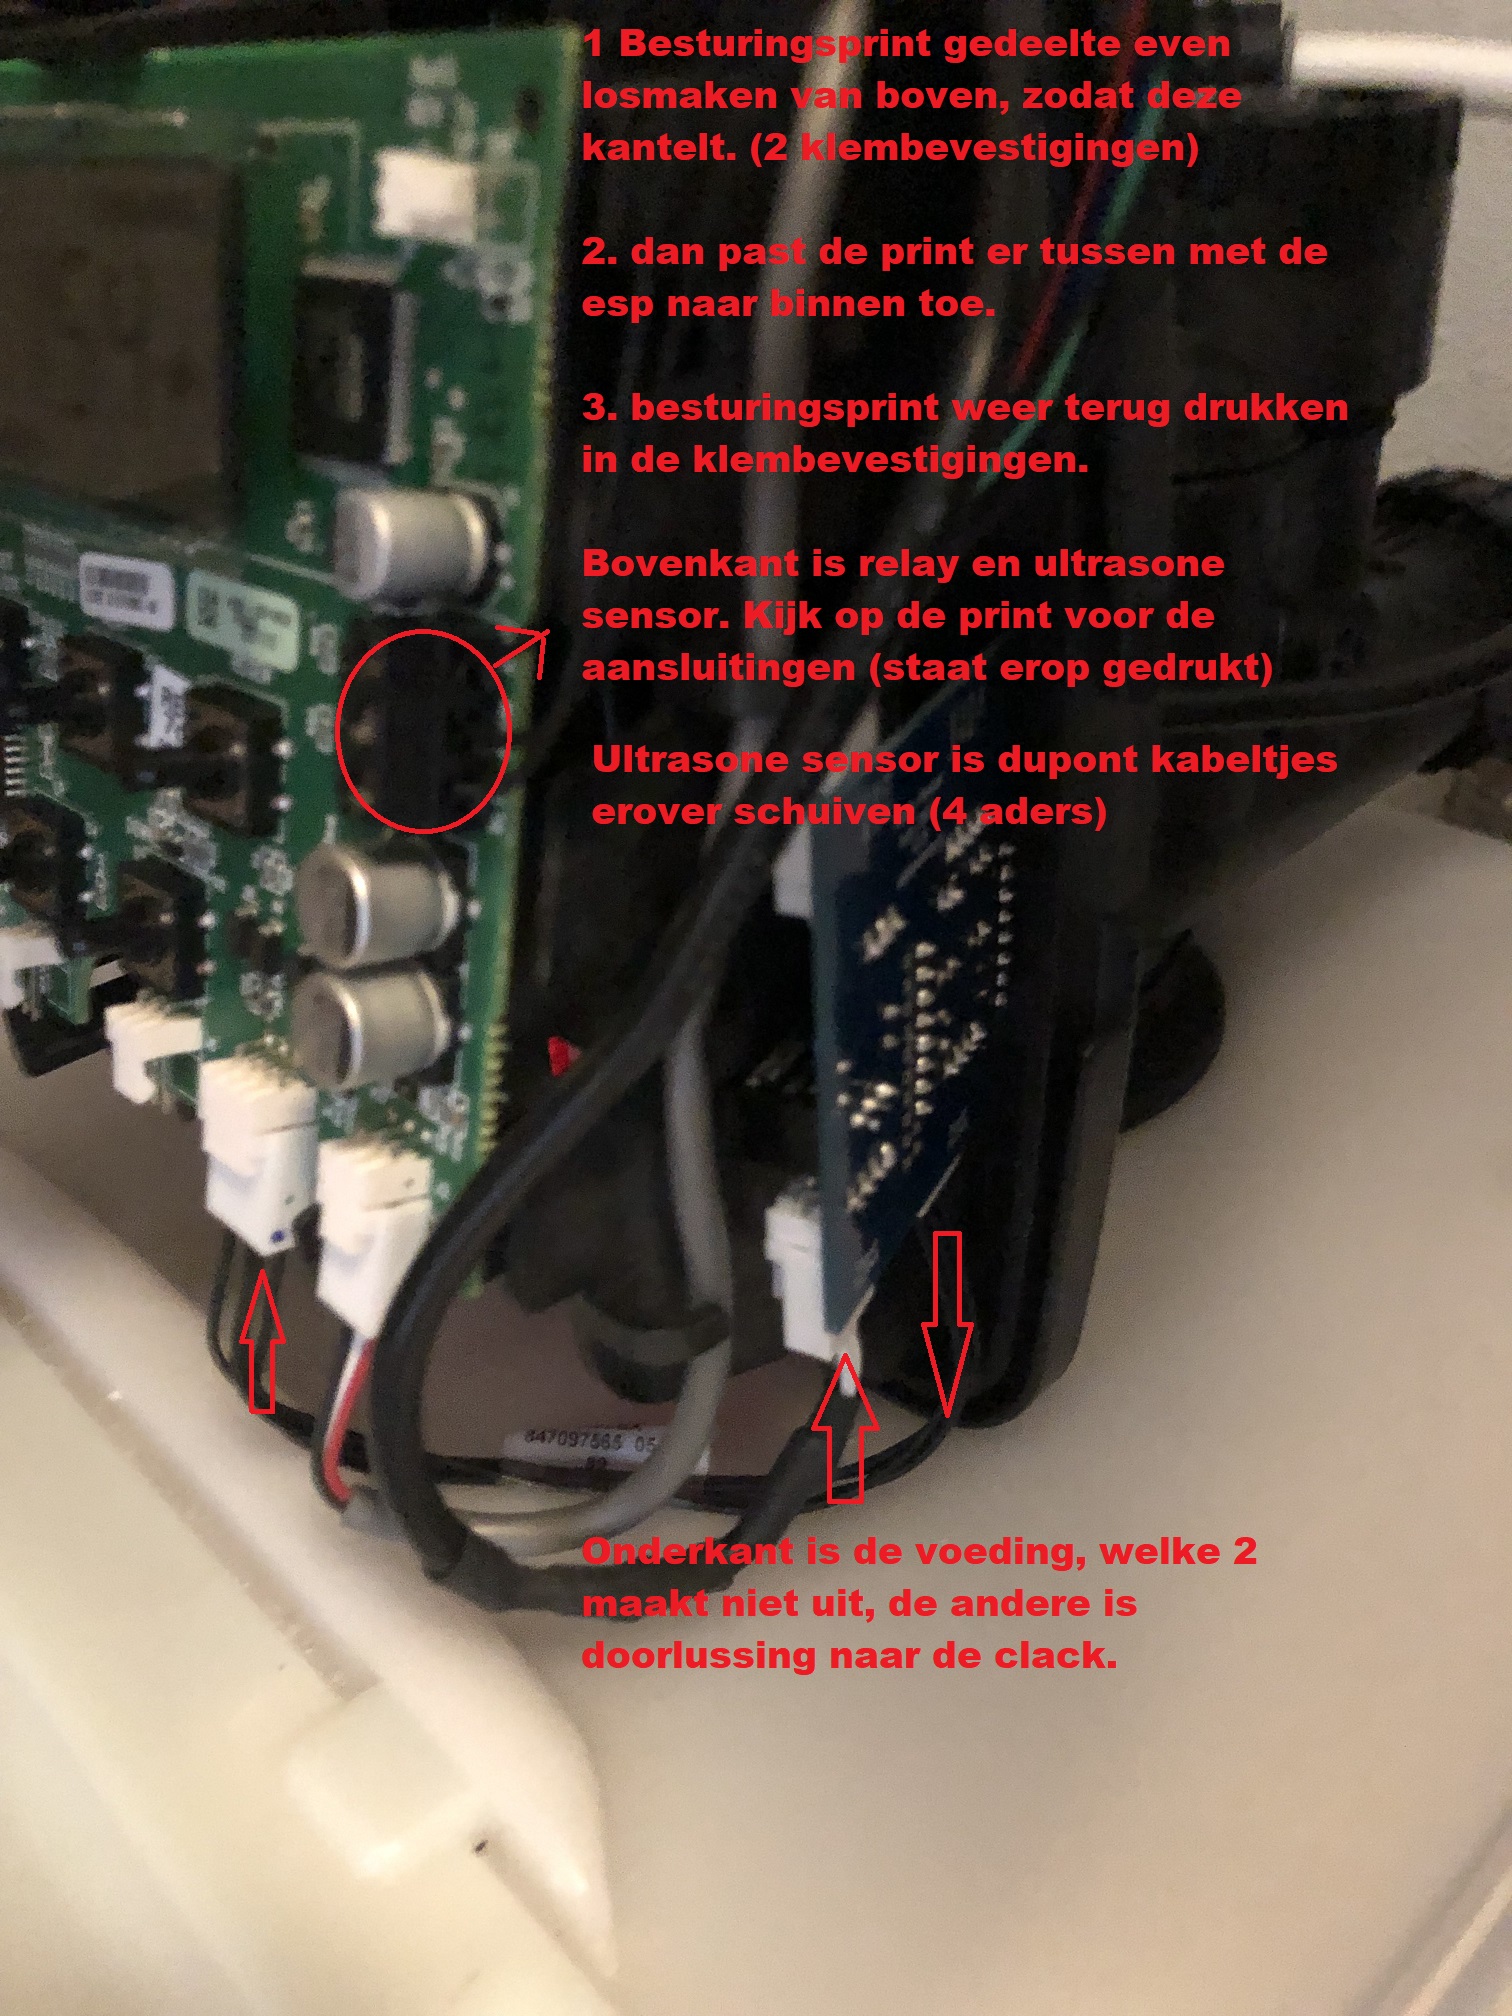 1 Besturingsprint gedeelte even
losmaken van boven, zodat deze
kantelt. (2 klembevestigingen)
2. dan past de print er tussen met de
esp naar binnen toe.
3. besturingsprint weer terug drukken
in de klembevestigingen.
Bovenkant is relay en ultrasone
sensor. Kijk op de print voor de
aansluitingen (staat erop gedrukt)
Ultrasone sensor is dupont kabeltjes
erover schuiven (4 aders)
847097565 05
Onderkant is de voeding, welke 2
maakt niet uit, de andere is
doorlussing naar de clack.